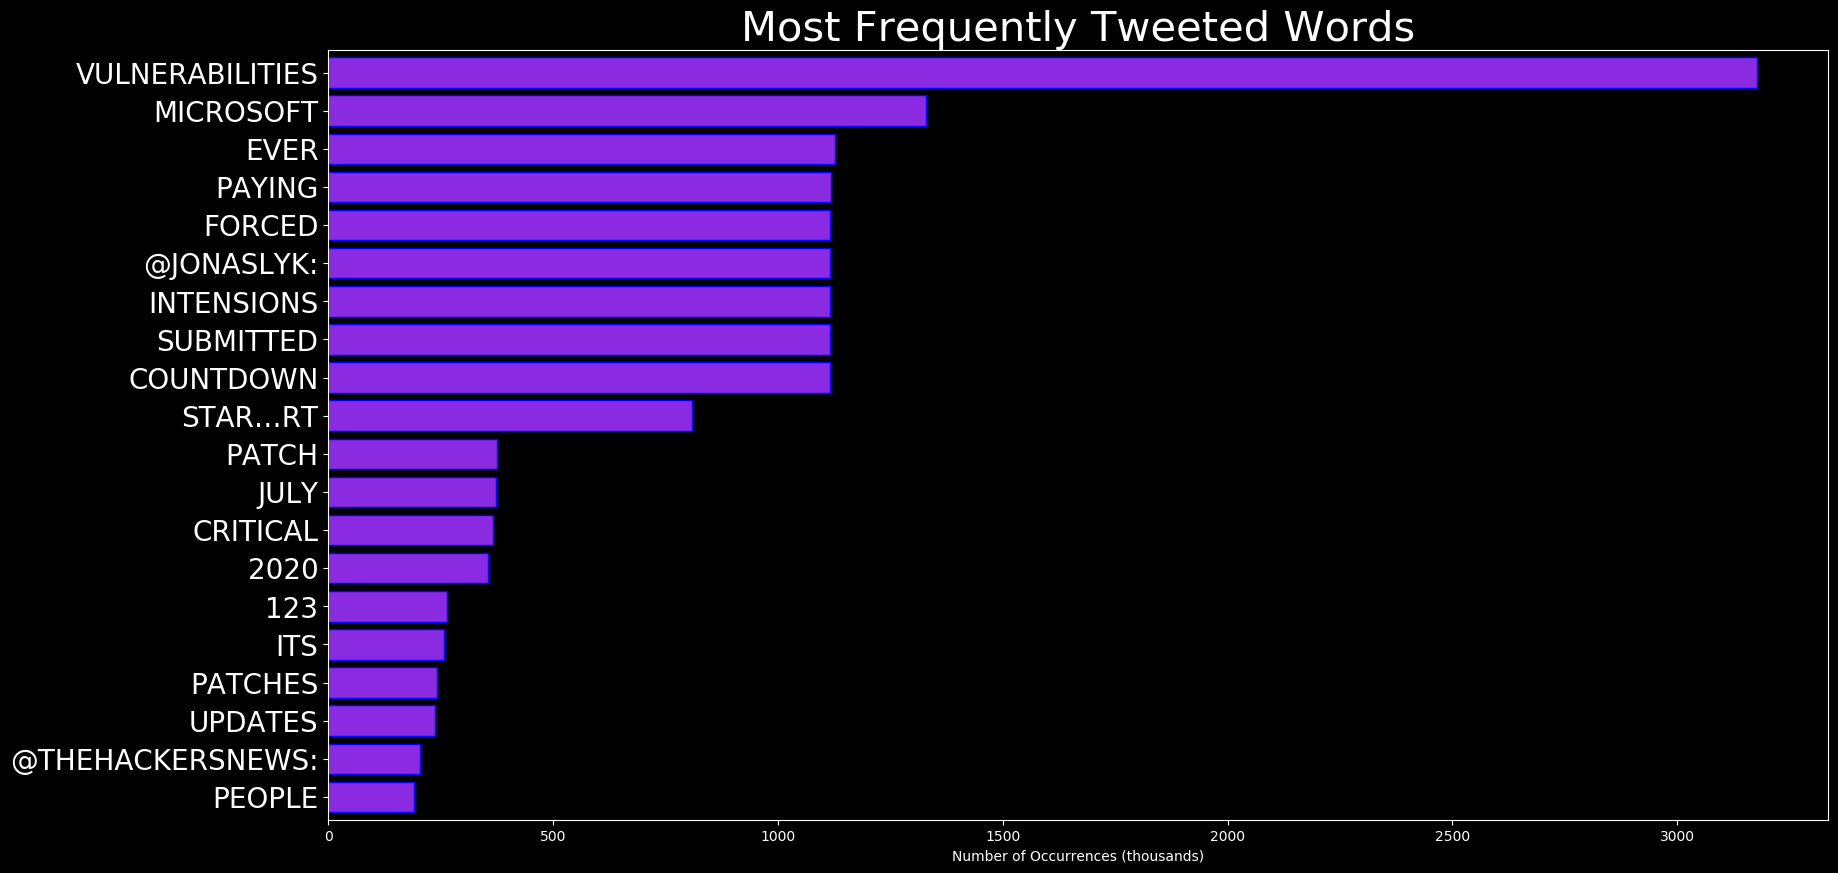 Most Frequently Tweeted Words
VULNERABILITIES
MICROSOFT
EVER
PAYING
FORCED
@JONASLYK:
INTENSIONS
SUBMITTED
COUNTDOWN
STAR…RT
PATCH
JULY
CRITICAL
2020
123
ITS
PATCHES
UPDATES
@THEHACKERSNEWS:
PEOPLE
0 500 1000 1500 2000 2500 3000
Number of Occurrences (thousands)